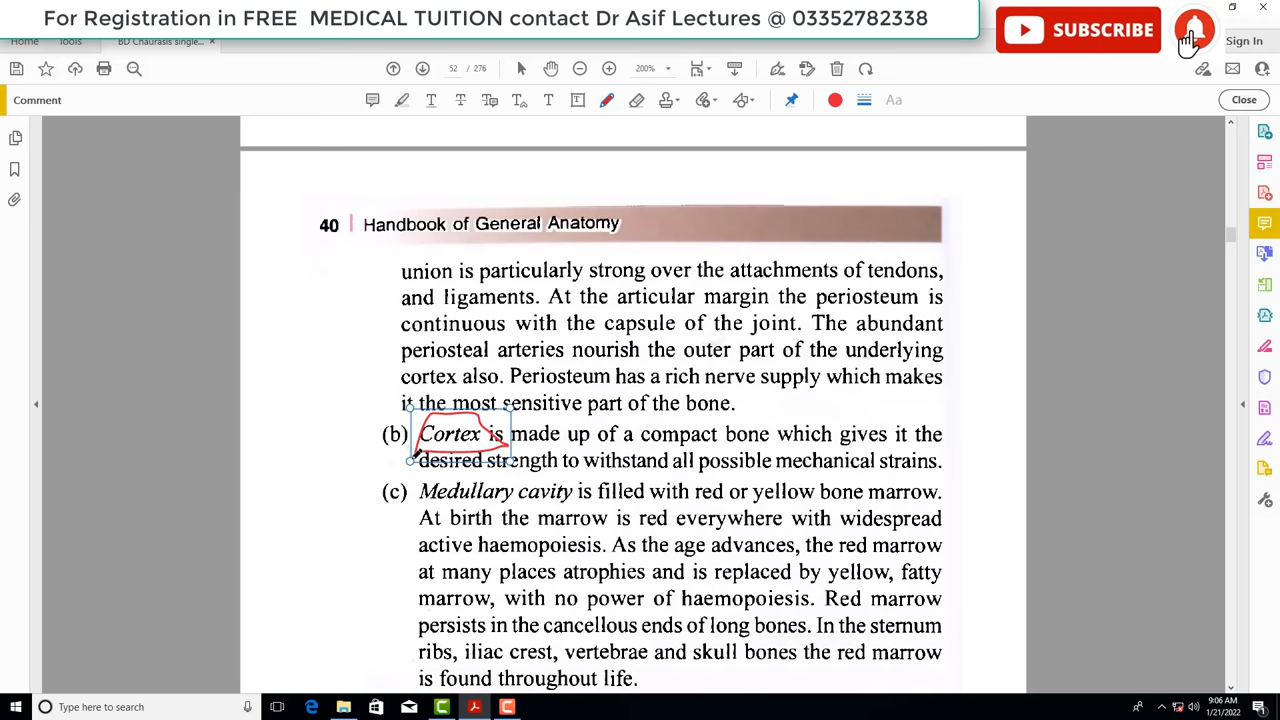 For Registration in FREE MEDICAL TUITION contact Dr Asif Lectures @ 03352782338
SUBSCRIBE
Home Tools BD Chaurasis single... × Sign In
52 / 276 200%
Comment Aa Close
40 | Handbook of General Anatomy
union is particularly strong over the attachments of tendons,
and ligaments. At the articular margin the periosteum is
continuous with the capsule of the joint. The abundant
periosteal arteries nourish the outer part of the underlying
cortex also. Periosteum has a rich nerve supply which makes
it the most sensitive part of the bone.
(b) Cortex is made up of a compact bone which gives it the
desired strength to withstand all possible mechanical strains.
(c) Medullary cavity is filled with red or yellow bone marrow.
At birth the marrow is red everywhere with widespread
active haemopoiesis. As the age advances, the red marrow
at many places atrophies and is replaced by yellow, fatty
marrow, with no power of haemopoiesis. Red marrow
persists in the cancellous ends of long bones. In the sternum
ribs, iliac crest, vertebrae and skull bones the red marrow
is found throughout life.
Type here to search
9:06 AM
1/21/2022